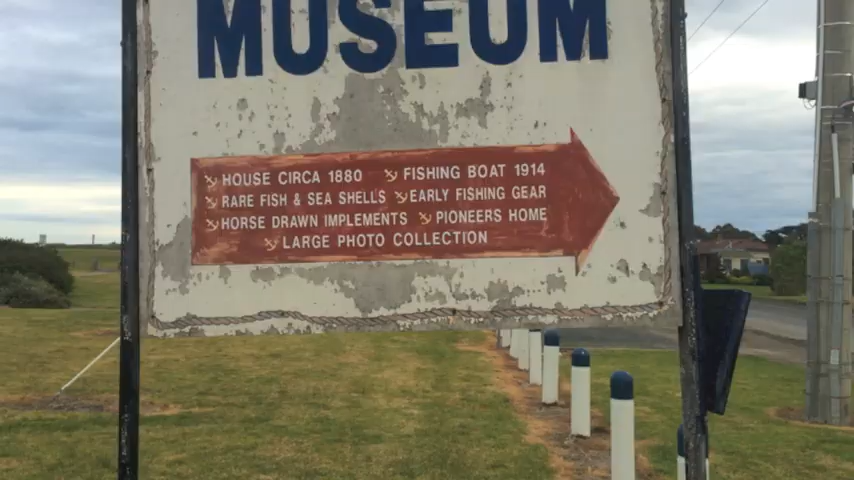 MUSEUM
HOUSE CIRCA 1880 FISHING BOAT 1914
RARE FISH & SEA SHELLS EARLY FISHING GEAR
HORSE DRAWN IMPLEMENTS PIONEERS HOME
LARGE PHOTO COLLECTION